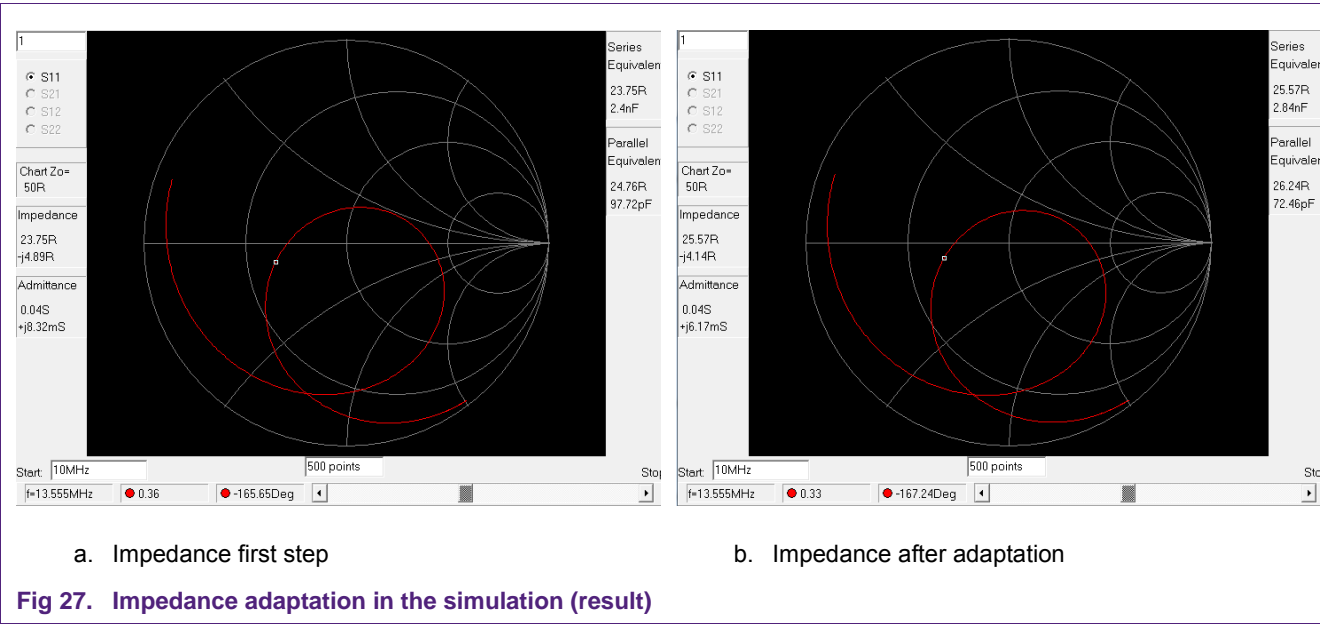 1
S11
S21
S12
S22
Chart Zo=
50R
Impedance
23.75R
-j4.89R
Admittance
0.04S
+j8.32mS
Series
Equivalen
23.75R
2.4nF
Parallel
Equivalen
24.76R
97.72pF
Start: 10MHz
500 points
Sto
f=13.555MHz 0.36 -165.65Deg
1
S11
S21
S12
S22
Chart Zo=
50R
Impedance
25.57R
-j4.14R
Admittance
0.04S
+j6.17mS
Series
Equivalen
25.57R
2.84nF
Parallel
Equivalen
26.24R
72.46pF
Start: 10MHz
500 points
Sto
f=13.555MHz 0.33 -167.24Deg
a. Impedance first step
b. Impedance after adaptation
Fig 27. Impedance adaptation in the simulation (result)